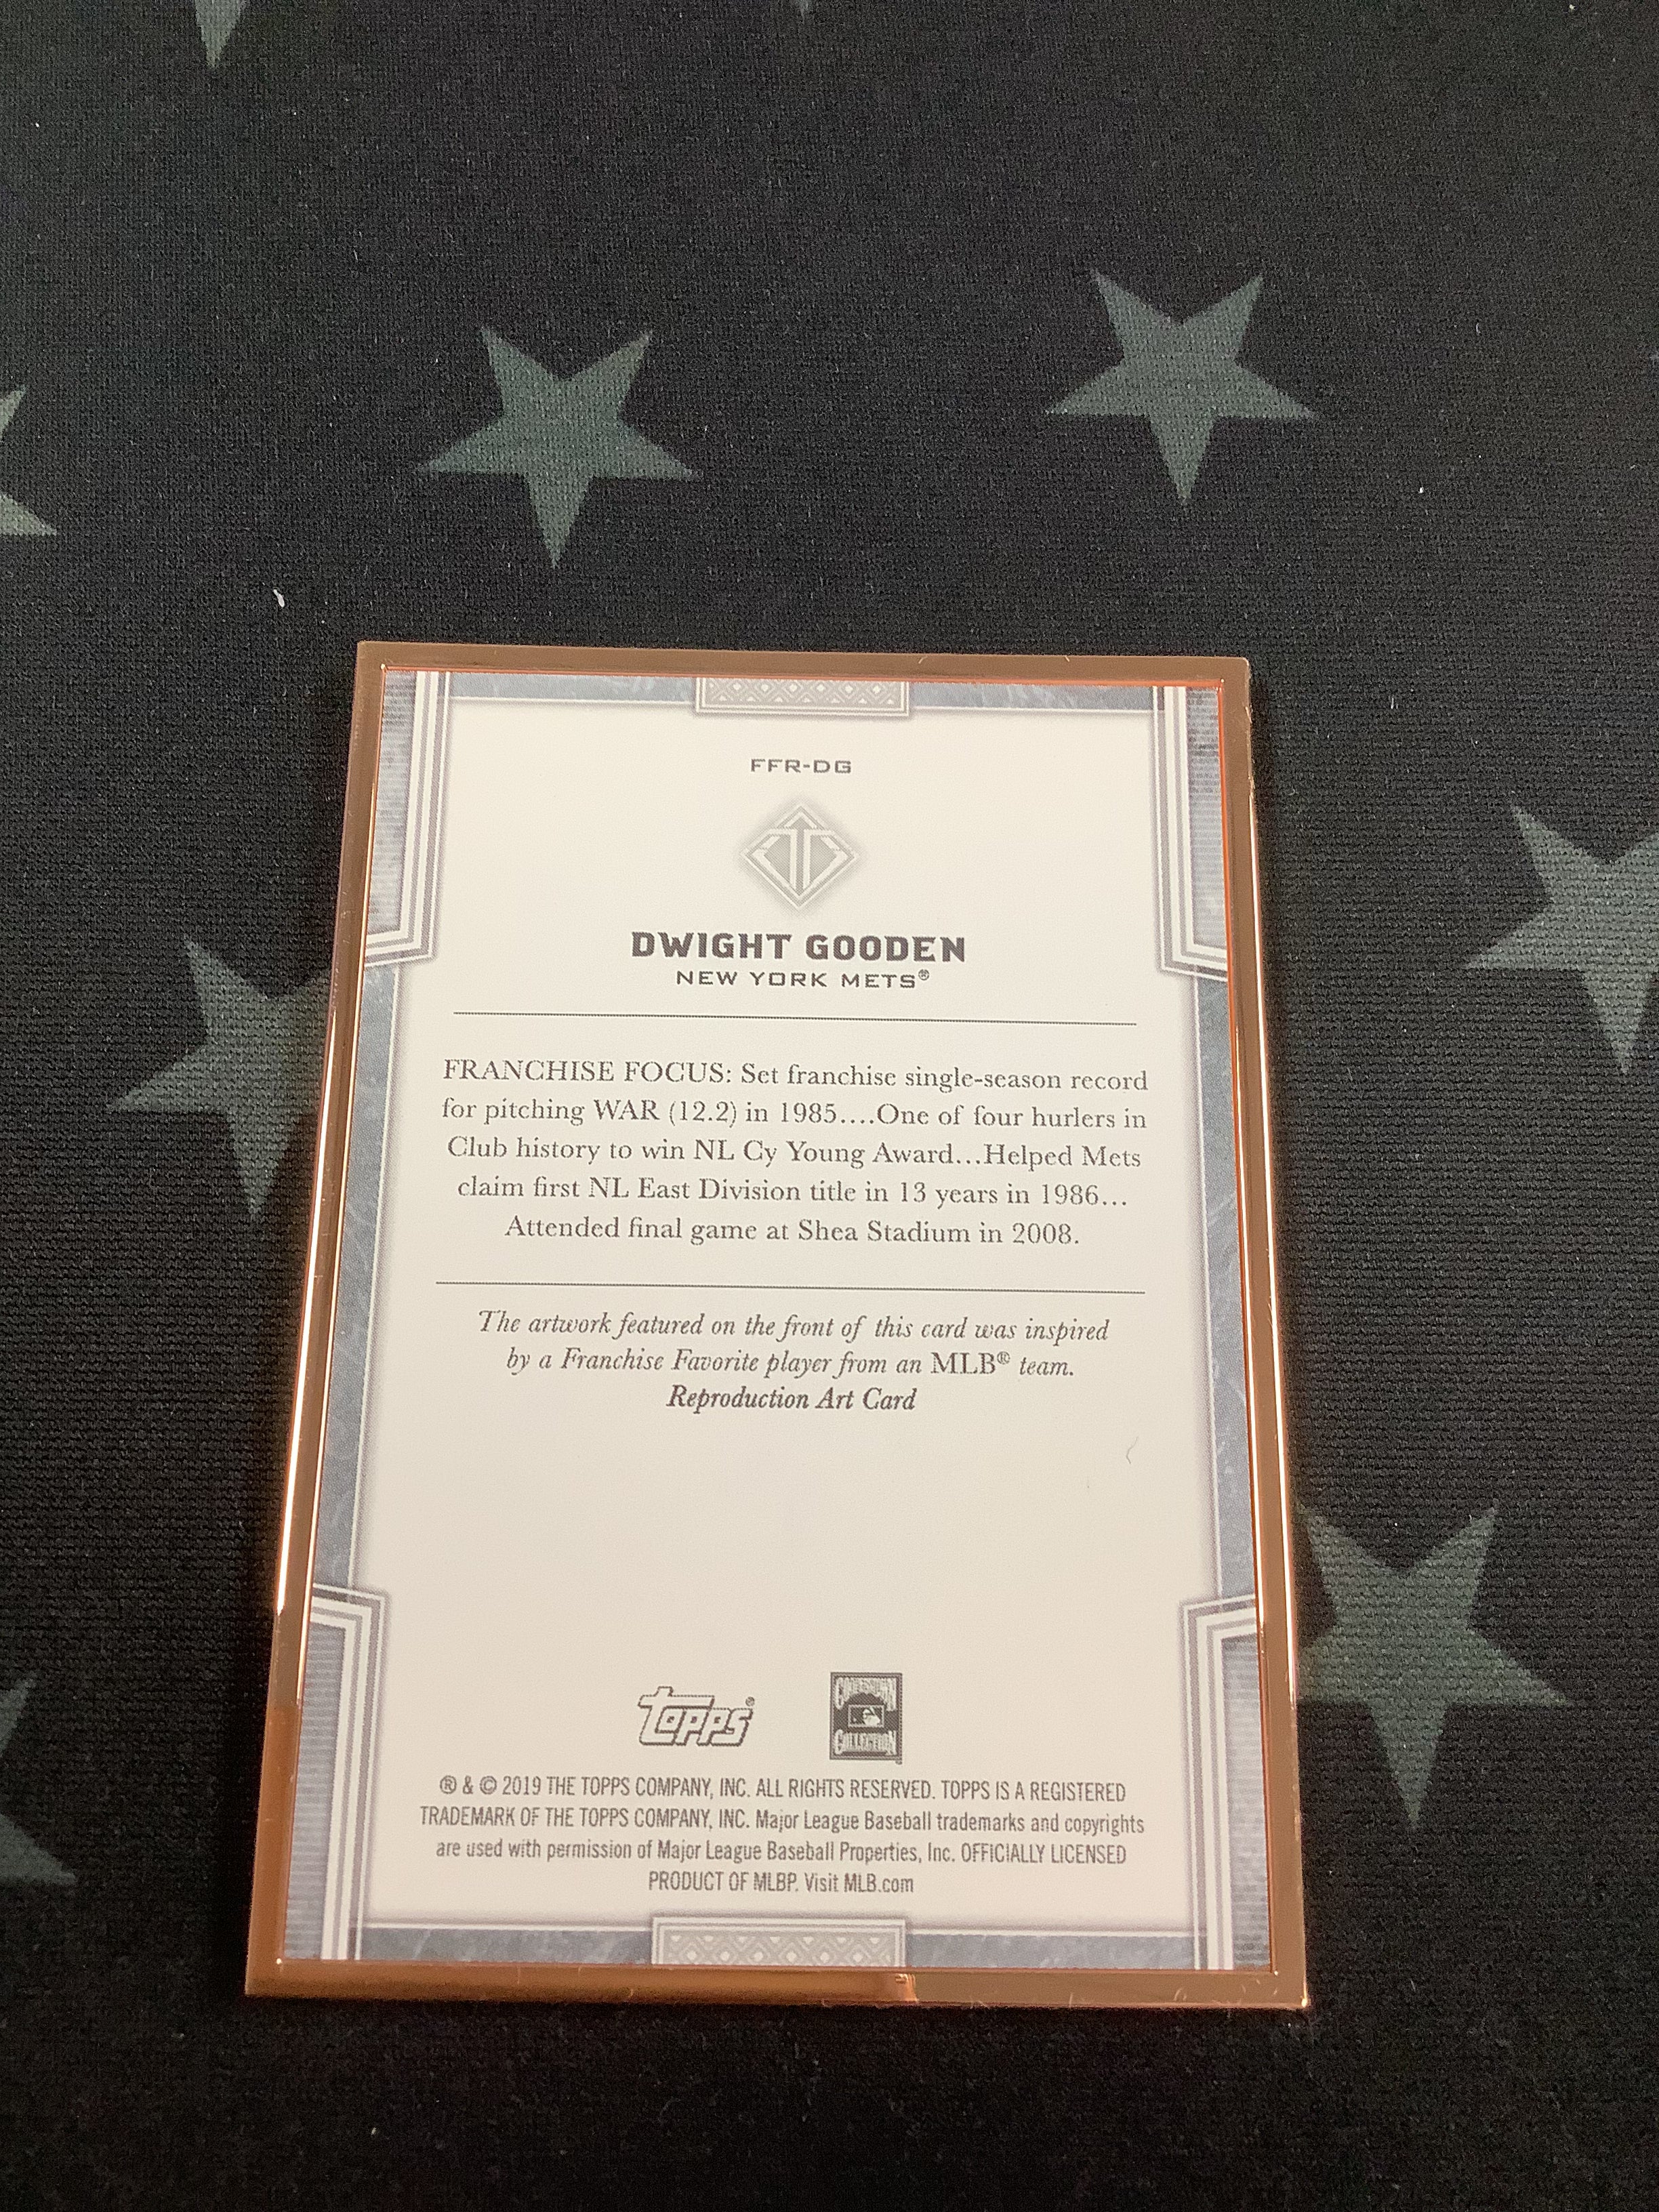 FFR-DG
DWIGHT GOODEN
NEW YORK METS®
FRANCHISE FOCUS: Set franchise single-season record
for pitching WAR (12.2) in 1985....One of four hurlers in
Club history to win NL Cy Young Award...Helped Mets
claim first NL East Division title in 13 years in 1986...
Attended final game at Shea Stadium in 2008.
The artwork featured on the front of this card was inspired
by a Franchise Favorite player from an MLB® team.
Reproduction Art Card
Topps®
COOPERSTOWN
COLLECTION
® & © 2019 THE TOPPS COMPANY, INC. ALL RIGHTS RESERVED. TOPPS IS A REGISTERED
TRADEMARK OF THE TOPPS COMPANY, INC. Major League Baseball trademarks and copyrights
are used with permission of Major League Baseball Properties, Inc. OFFICIALLY LICENSED
PRODUCT OF MLBP. Visit MLB.com